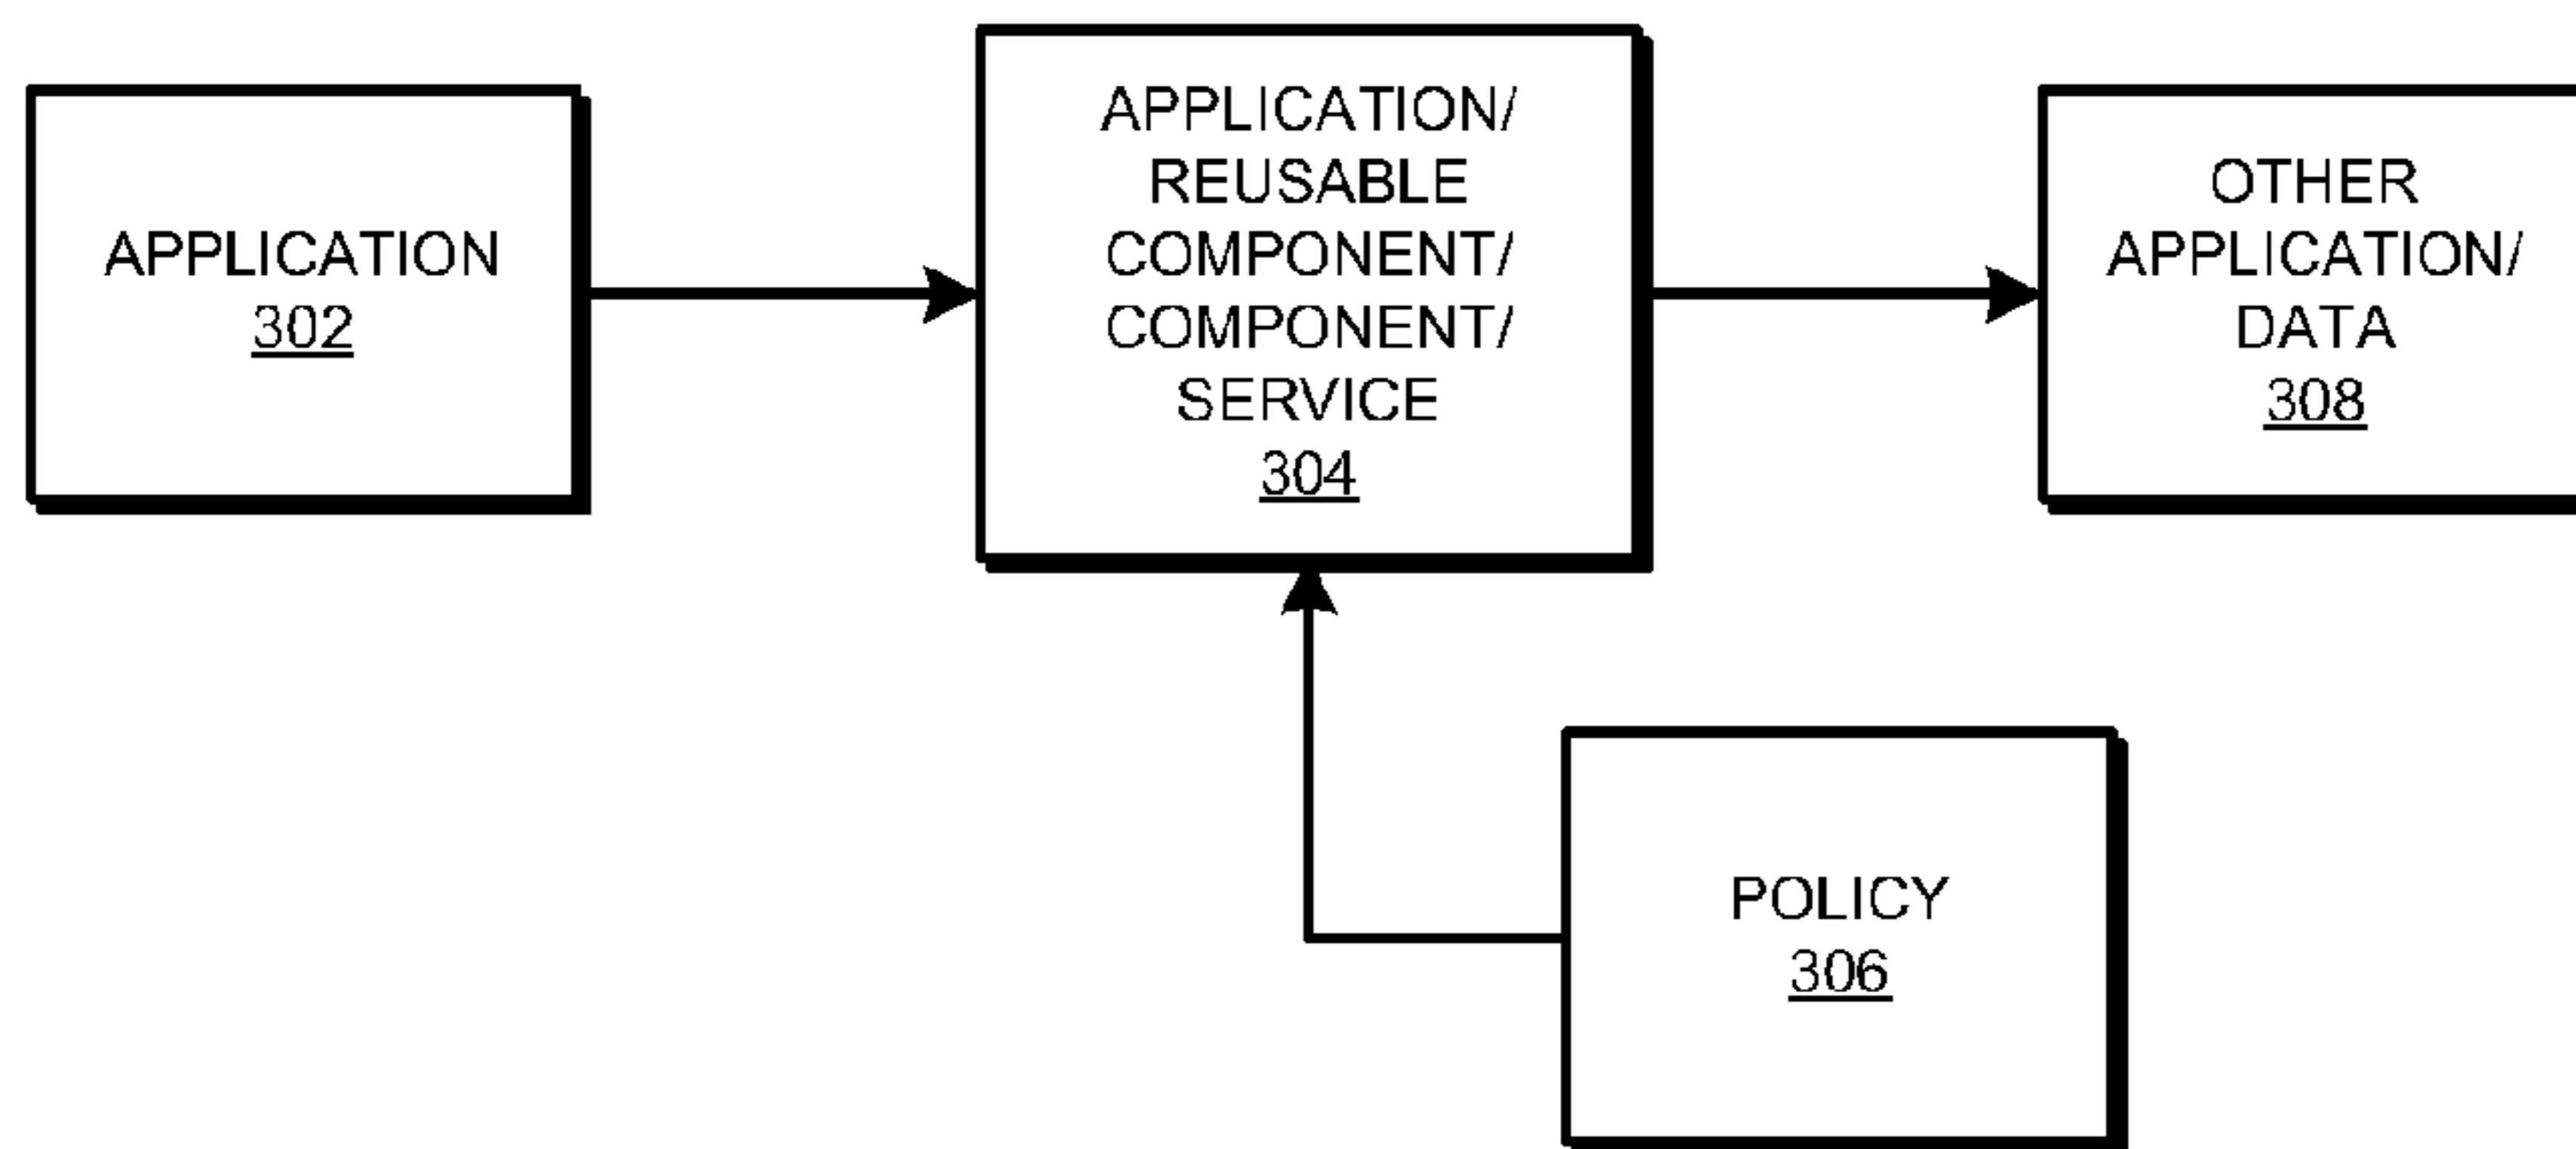 APPLICATION
302
APPLICATION/
REUSABLE
COMPONENT/
COMPONENT/
SERVICE
304
OTHER
APPLICATION/
DATA
308
POLICY
306